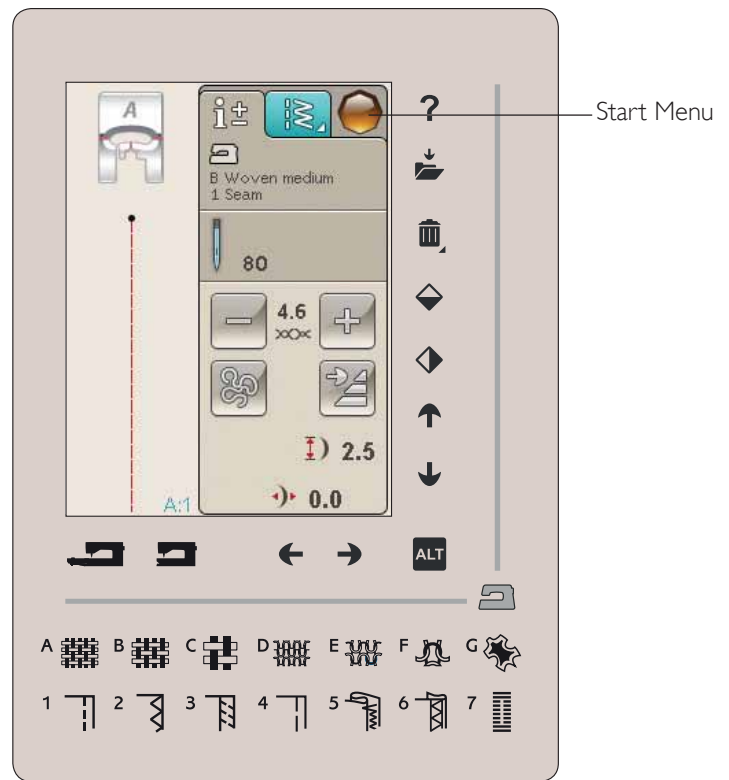 Start Menu
?
A
i±
B Woven medium
1 Seam
80
4.6
2.5
A:1
0.0
ALT
A B C D E F G
1 2 3 4 5 6 7